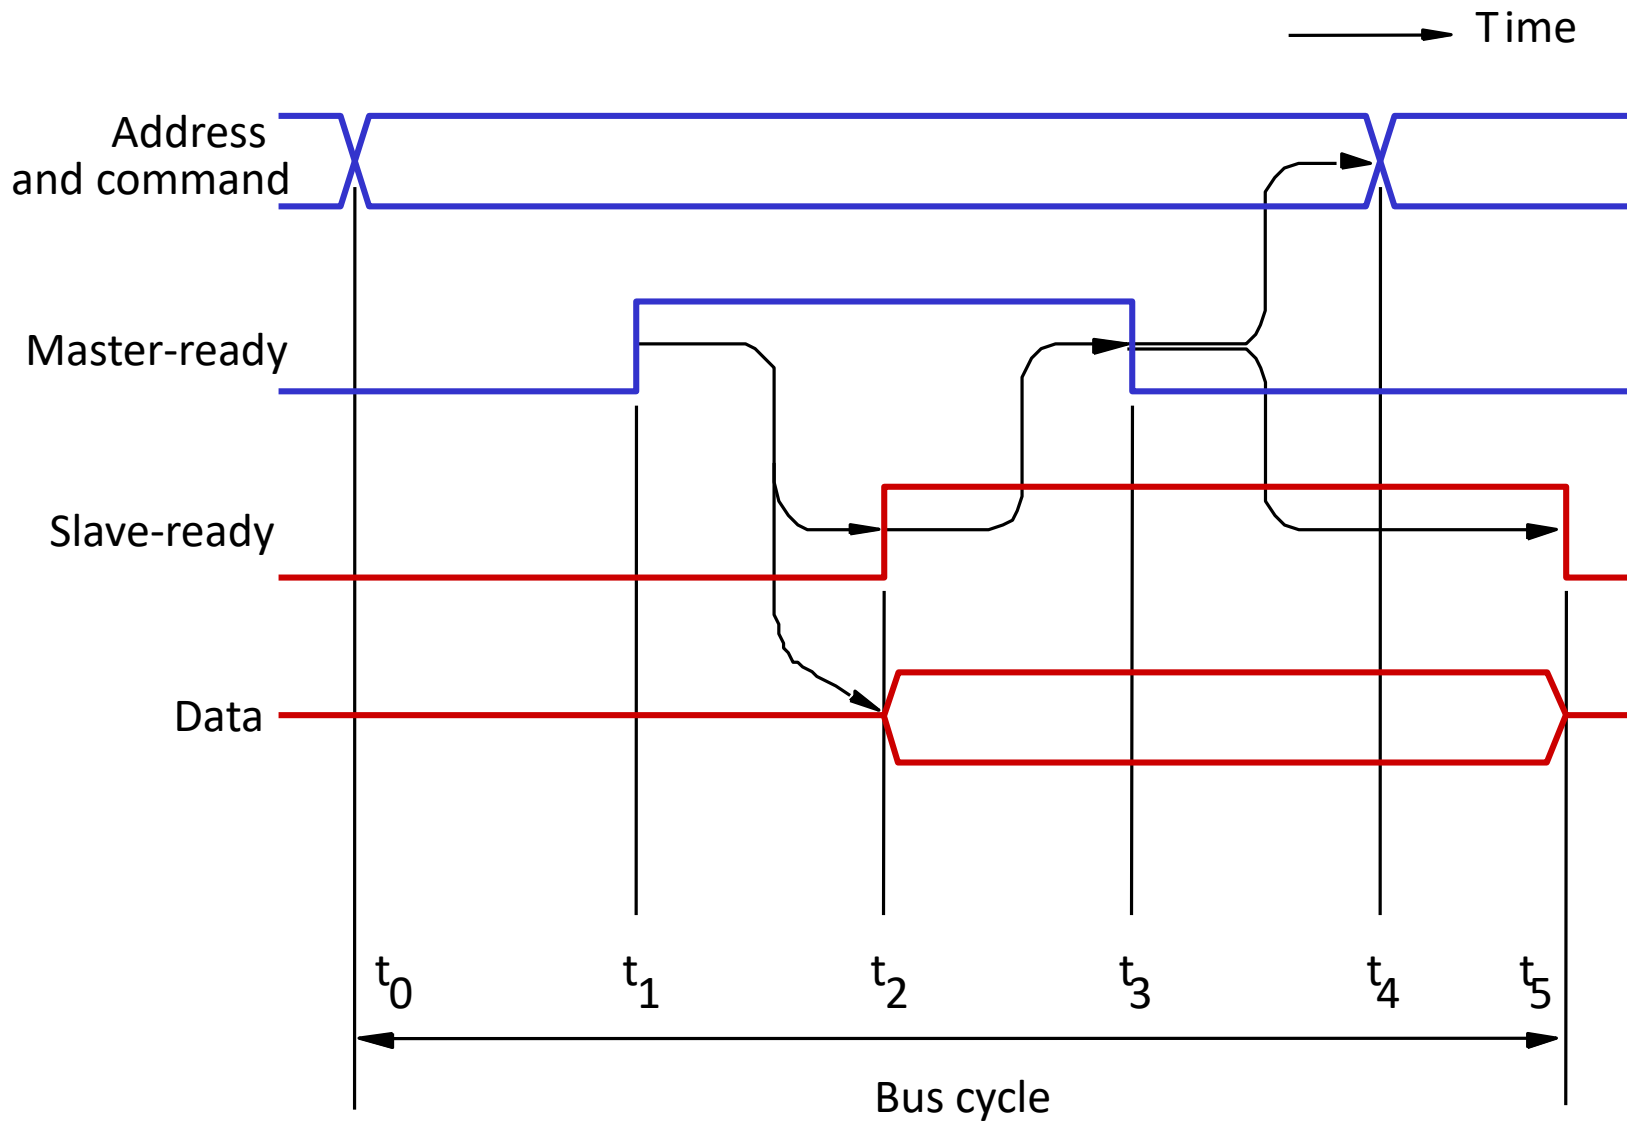 Time
Address
and command
Master-ready
Slave-ready
Data
t0 t1 t2 t3 t4 t5
Bus cycle